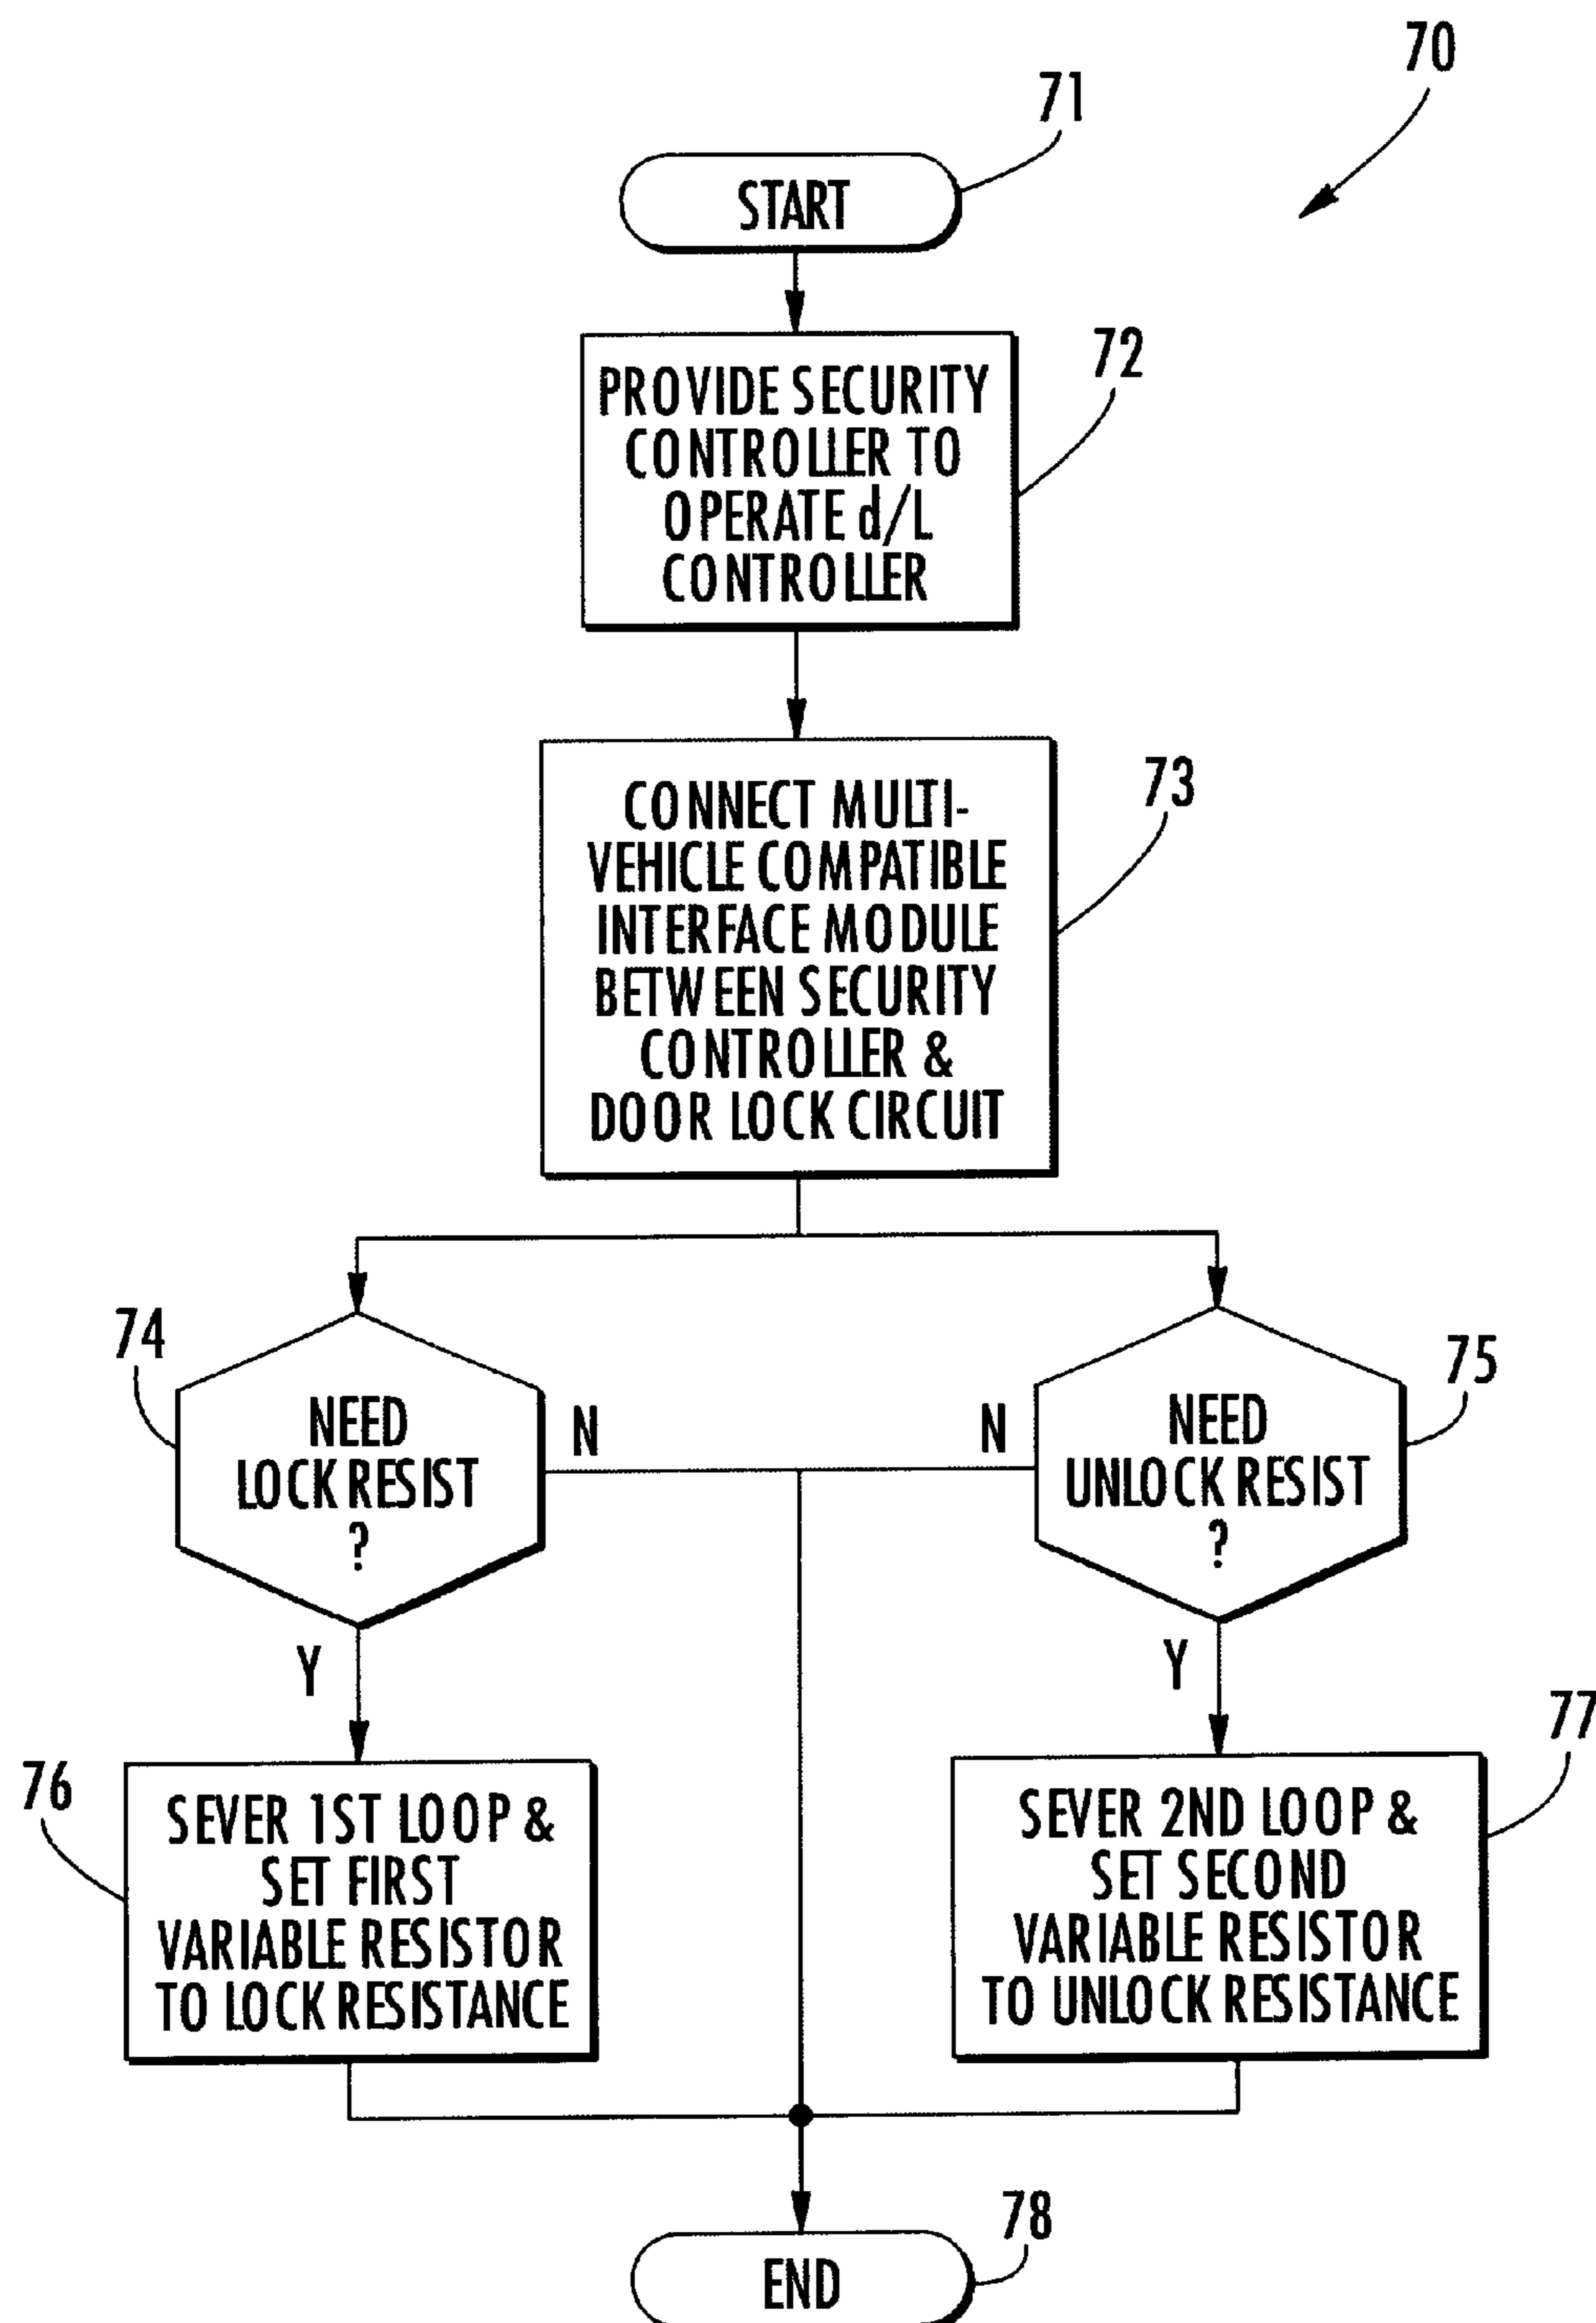 70
71
START
72
PROVIDE SECURITY
CONTROLLER TO
OPERATE d/L
CONTROLLER
73
CONNECT MULTI-
VEHICLE COMPATIBLE
INTERFACE MODULE
BETWEEN SECURITY
CONTROLLER &
DOOR LOCK CIRCUIT
74
NEED
LOCK RESIST
?
N
Y
75
NEED
UNLOCK RESIST
?
N
Y
76
SEVER 1ST LOOP &
SET FIRST
VARIABLE RESISTOR
TO LOCK RESISTANCE
77
SEVER 2ND LOOP &
SET SECOND
VARIABLE RESISTOR
TO UNLOCK RESISTANCE
78
END